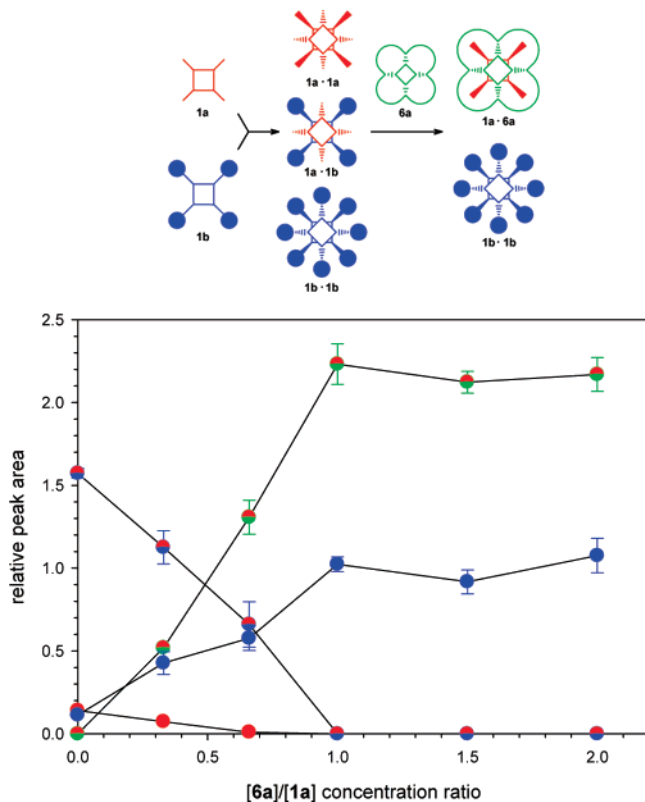 1a
1b
1a · 1a
1a · 1b
1b · 1b
6a
1a · 6a
1b · 1b
relative peak area
2.5
2.0
1.5
1.0
0.5
0.0
0.0 0.5 1.0 1.5 2.0
[6a]/[1a] concentration ratio